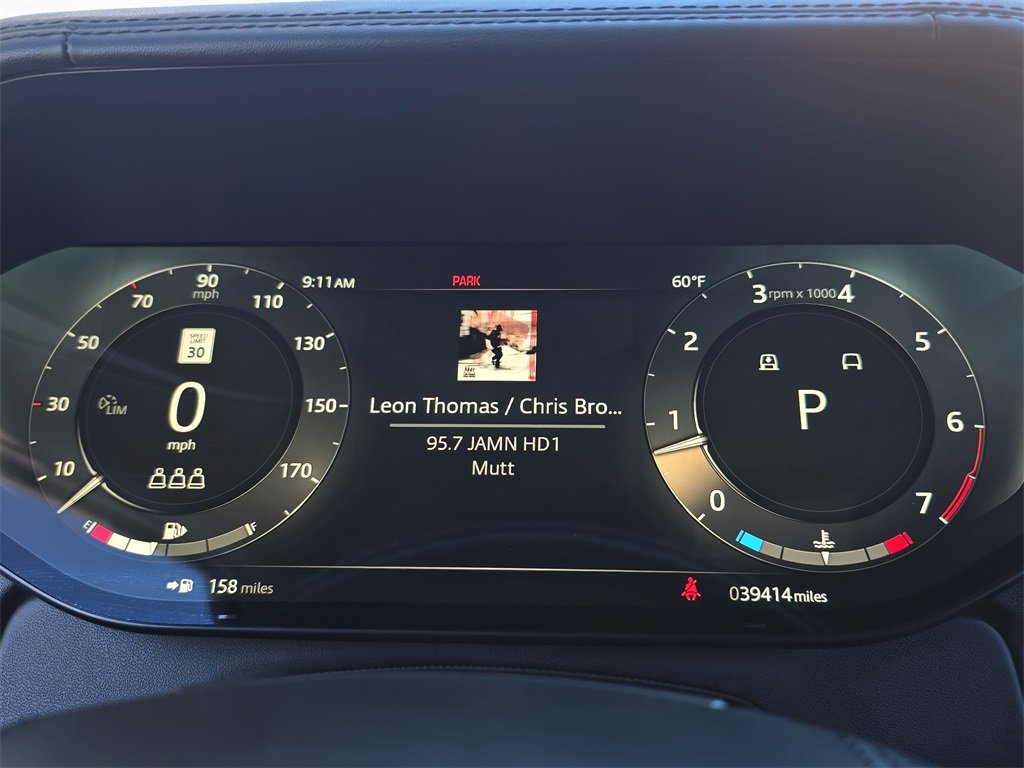 9:11AM
PARK
60°F
10
30
50
70
90
mph
110
130
150
170
SPEED
LIMIT
30
LIM
0
mph
E
F
Leon Thomas / Chris Bro...
95.7 JAMN HD1
Mutt
0
1
2
3 rpm x 1000 4
5
6
7
P
158 miles
039414 miles